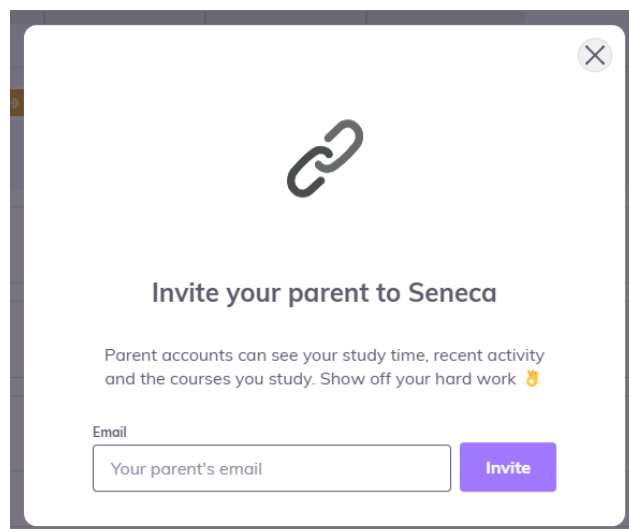 Invite your parent to Seneca
Parent accounts can see your study time, recent activity
and the courses you study. Show off your hard work 👌
Email
Your parent's email
Invite